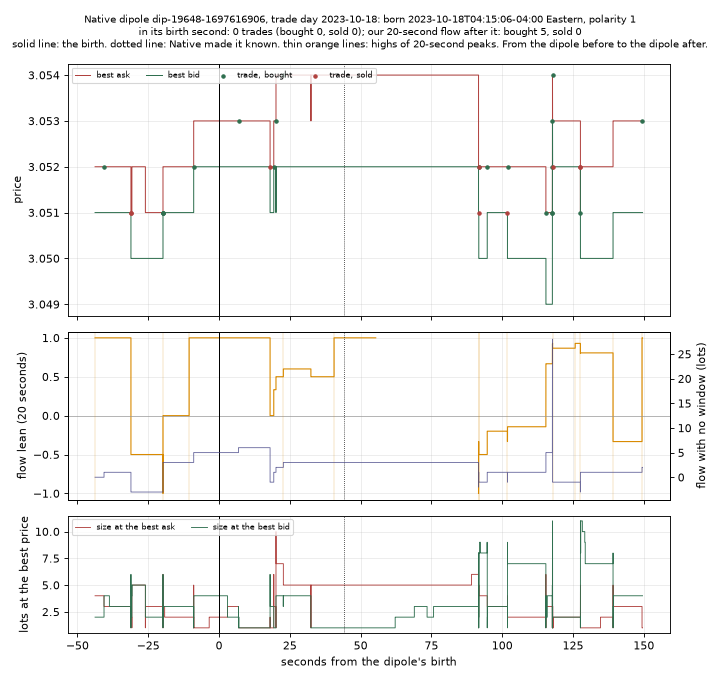 Native dipole dip-19648-1697616906, trade day 2023-10-18: born 2023-10-18T04:15:06-04:00 Eastern, polarity 1
in its birth second: 0 trades (bought 0, sold 0); our 20-second flow after it: bought 5, sold 0
solid line: the birth. dotted line: Native made it known. thin orange lines: highs of 20-second peaks. From the dipole before to the dipole after.
best ask best bid trade, bought trade, sold
3.054
3.053
3.052
3.051
3.050
3.049
price
1.0
0.5
0.0
−0.5
−1.0
flow lean (20 seconds)
25
20
15
10
5
0
flow with no window (lots)
size at the best ask size at the best bid
10.0
7.5
5.0
2.5
lots at the best price
−50 −25 0 25 50 75 100 125 150
seconds from the dipole's birth